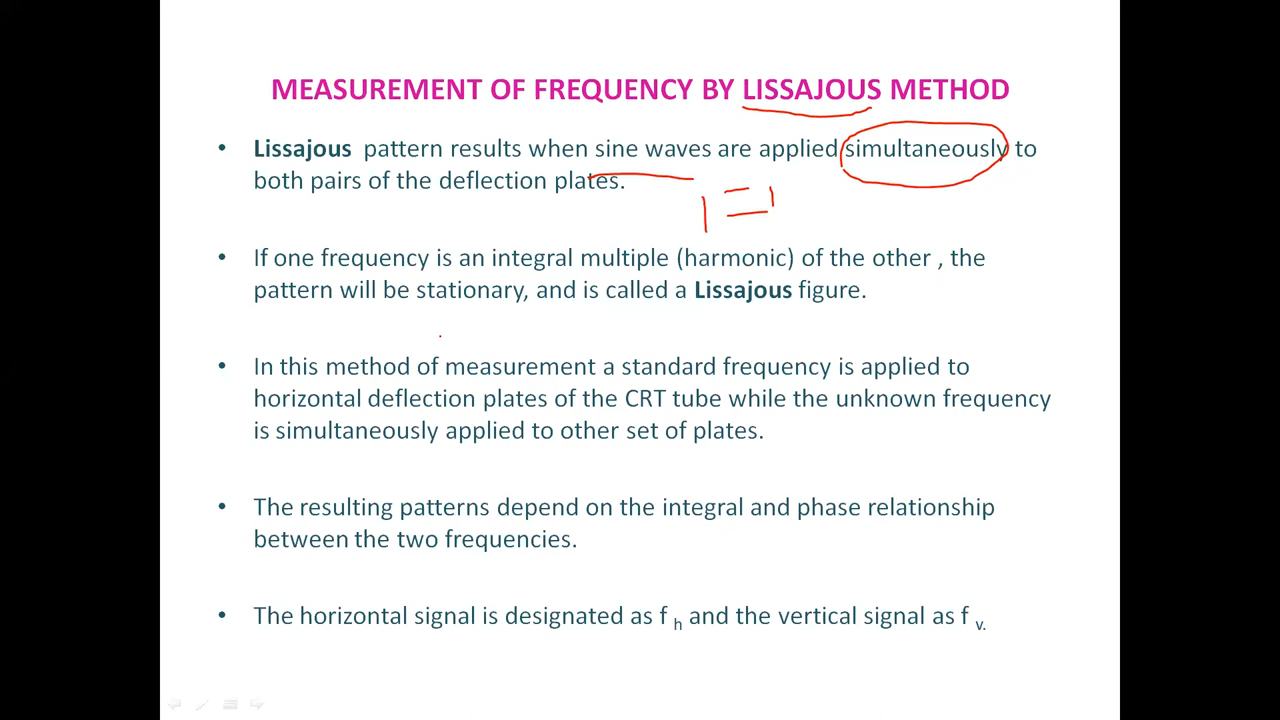 MEASUREMENT OF FREQUENCY BY LISSAJOUS METHOD
• Lissajous pattern results when sine waves are applied simultaneously to
both pairs of the deflection plates.
• If one frequency is an integral multiple (harmonic) of the other , the
pattern will be stationary, and is called a Lissajous figure.
• In this method of measurement a standard frequency is applied to
horizontal deflection plates of the CRT tube while the unknown frequency
is simultaneously applied to other set of plates.
• The resulting patterns depend on the integral and phase relationship
between the two frequencies.
• The horizontal signal is designated as f h and the vertical signal as f v.